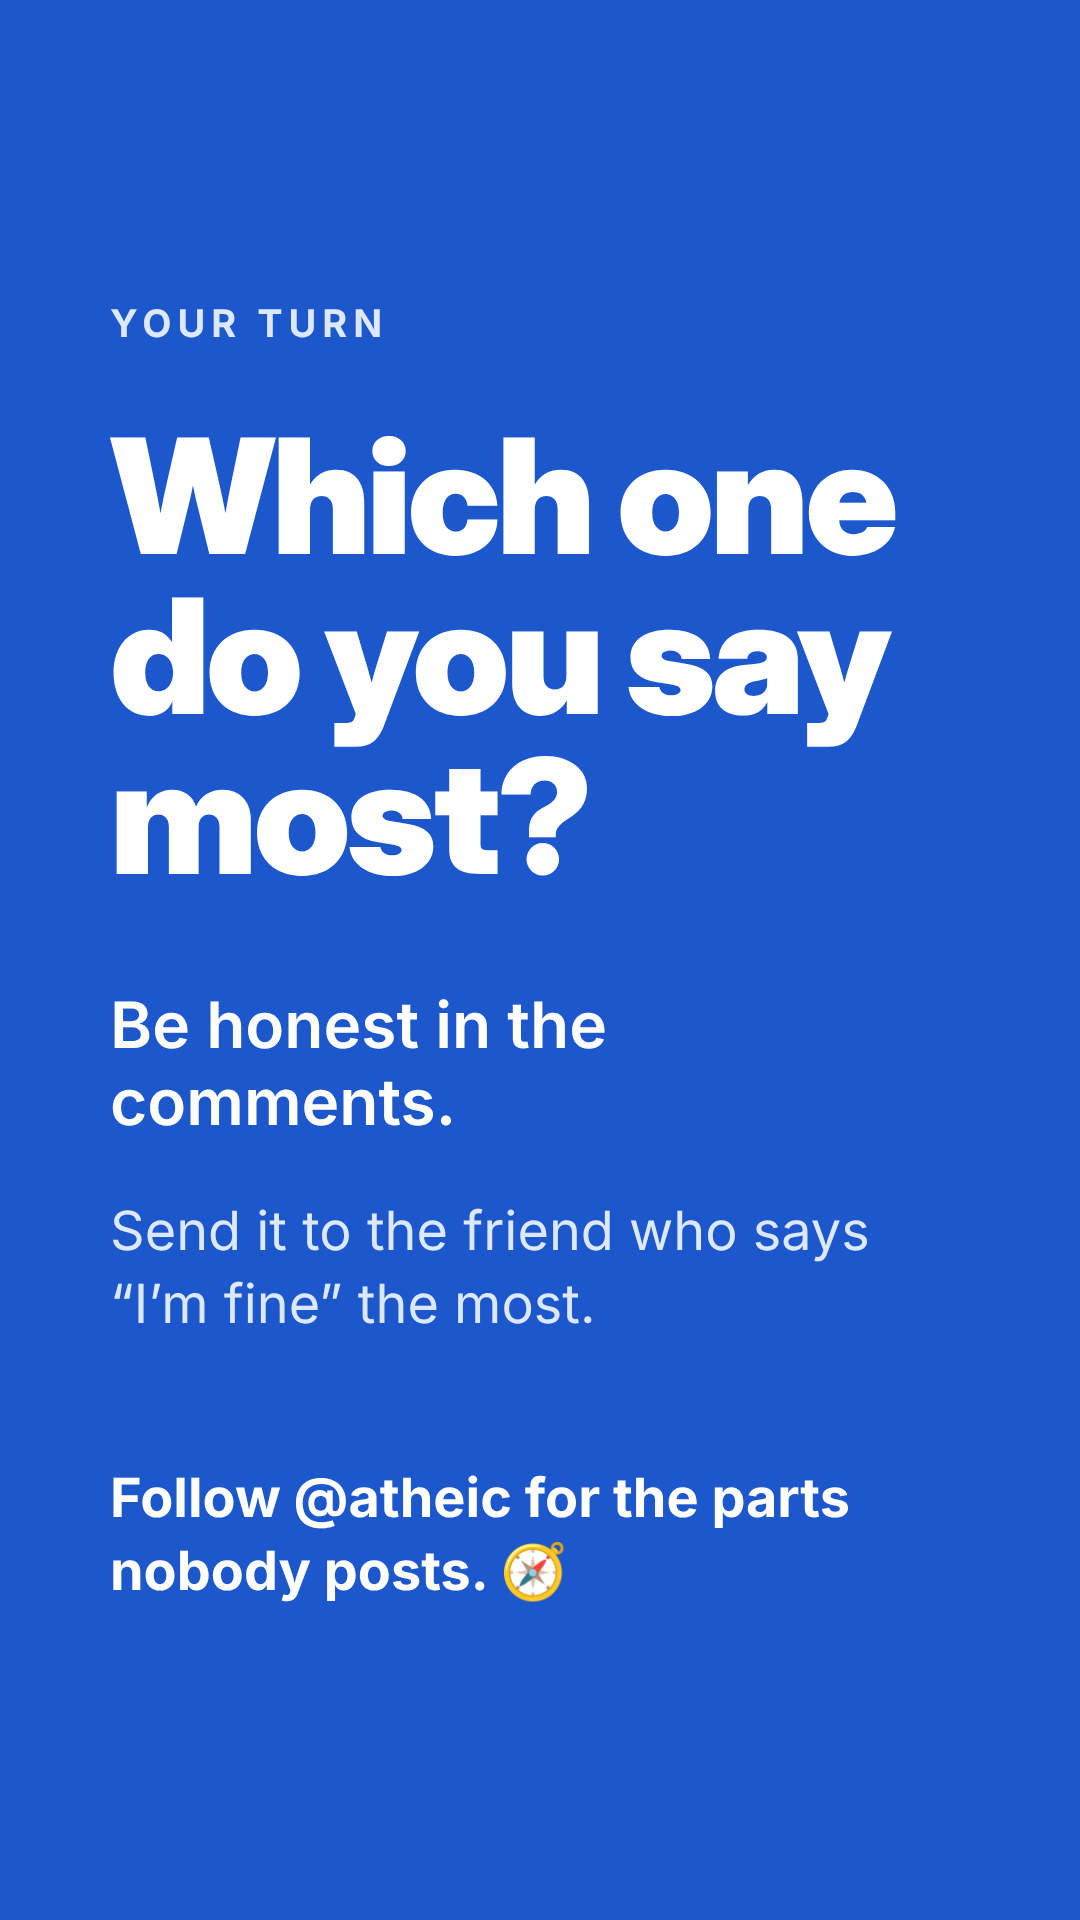 YOUR TURN
Which one
do you say
most?
Be honest in the
comments.
Send it to the friend who says
“I’m fine” the most.
Follow @atheic for the parts
nobody posts. 🧭